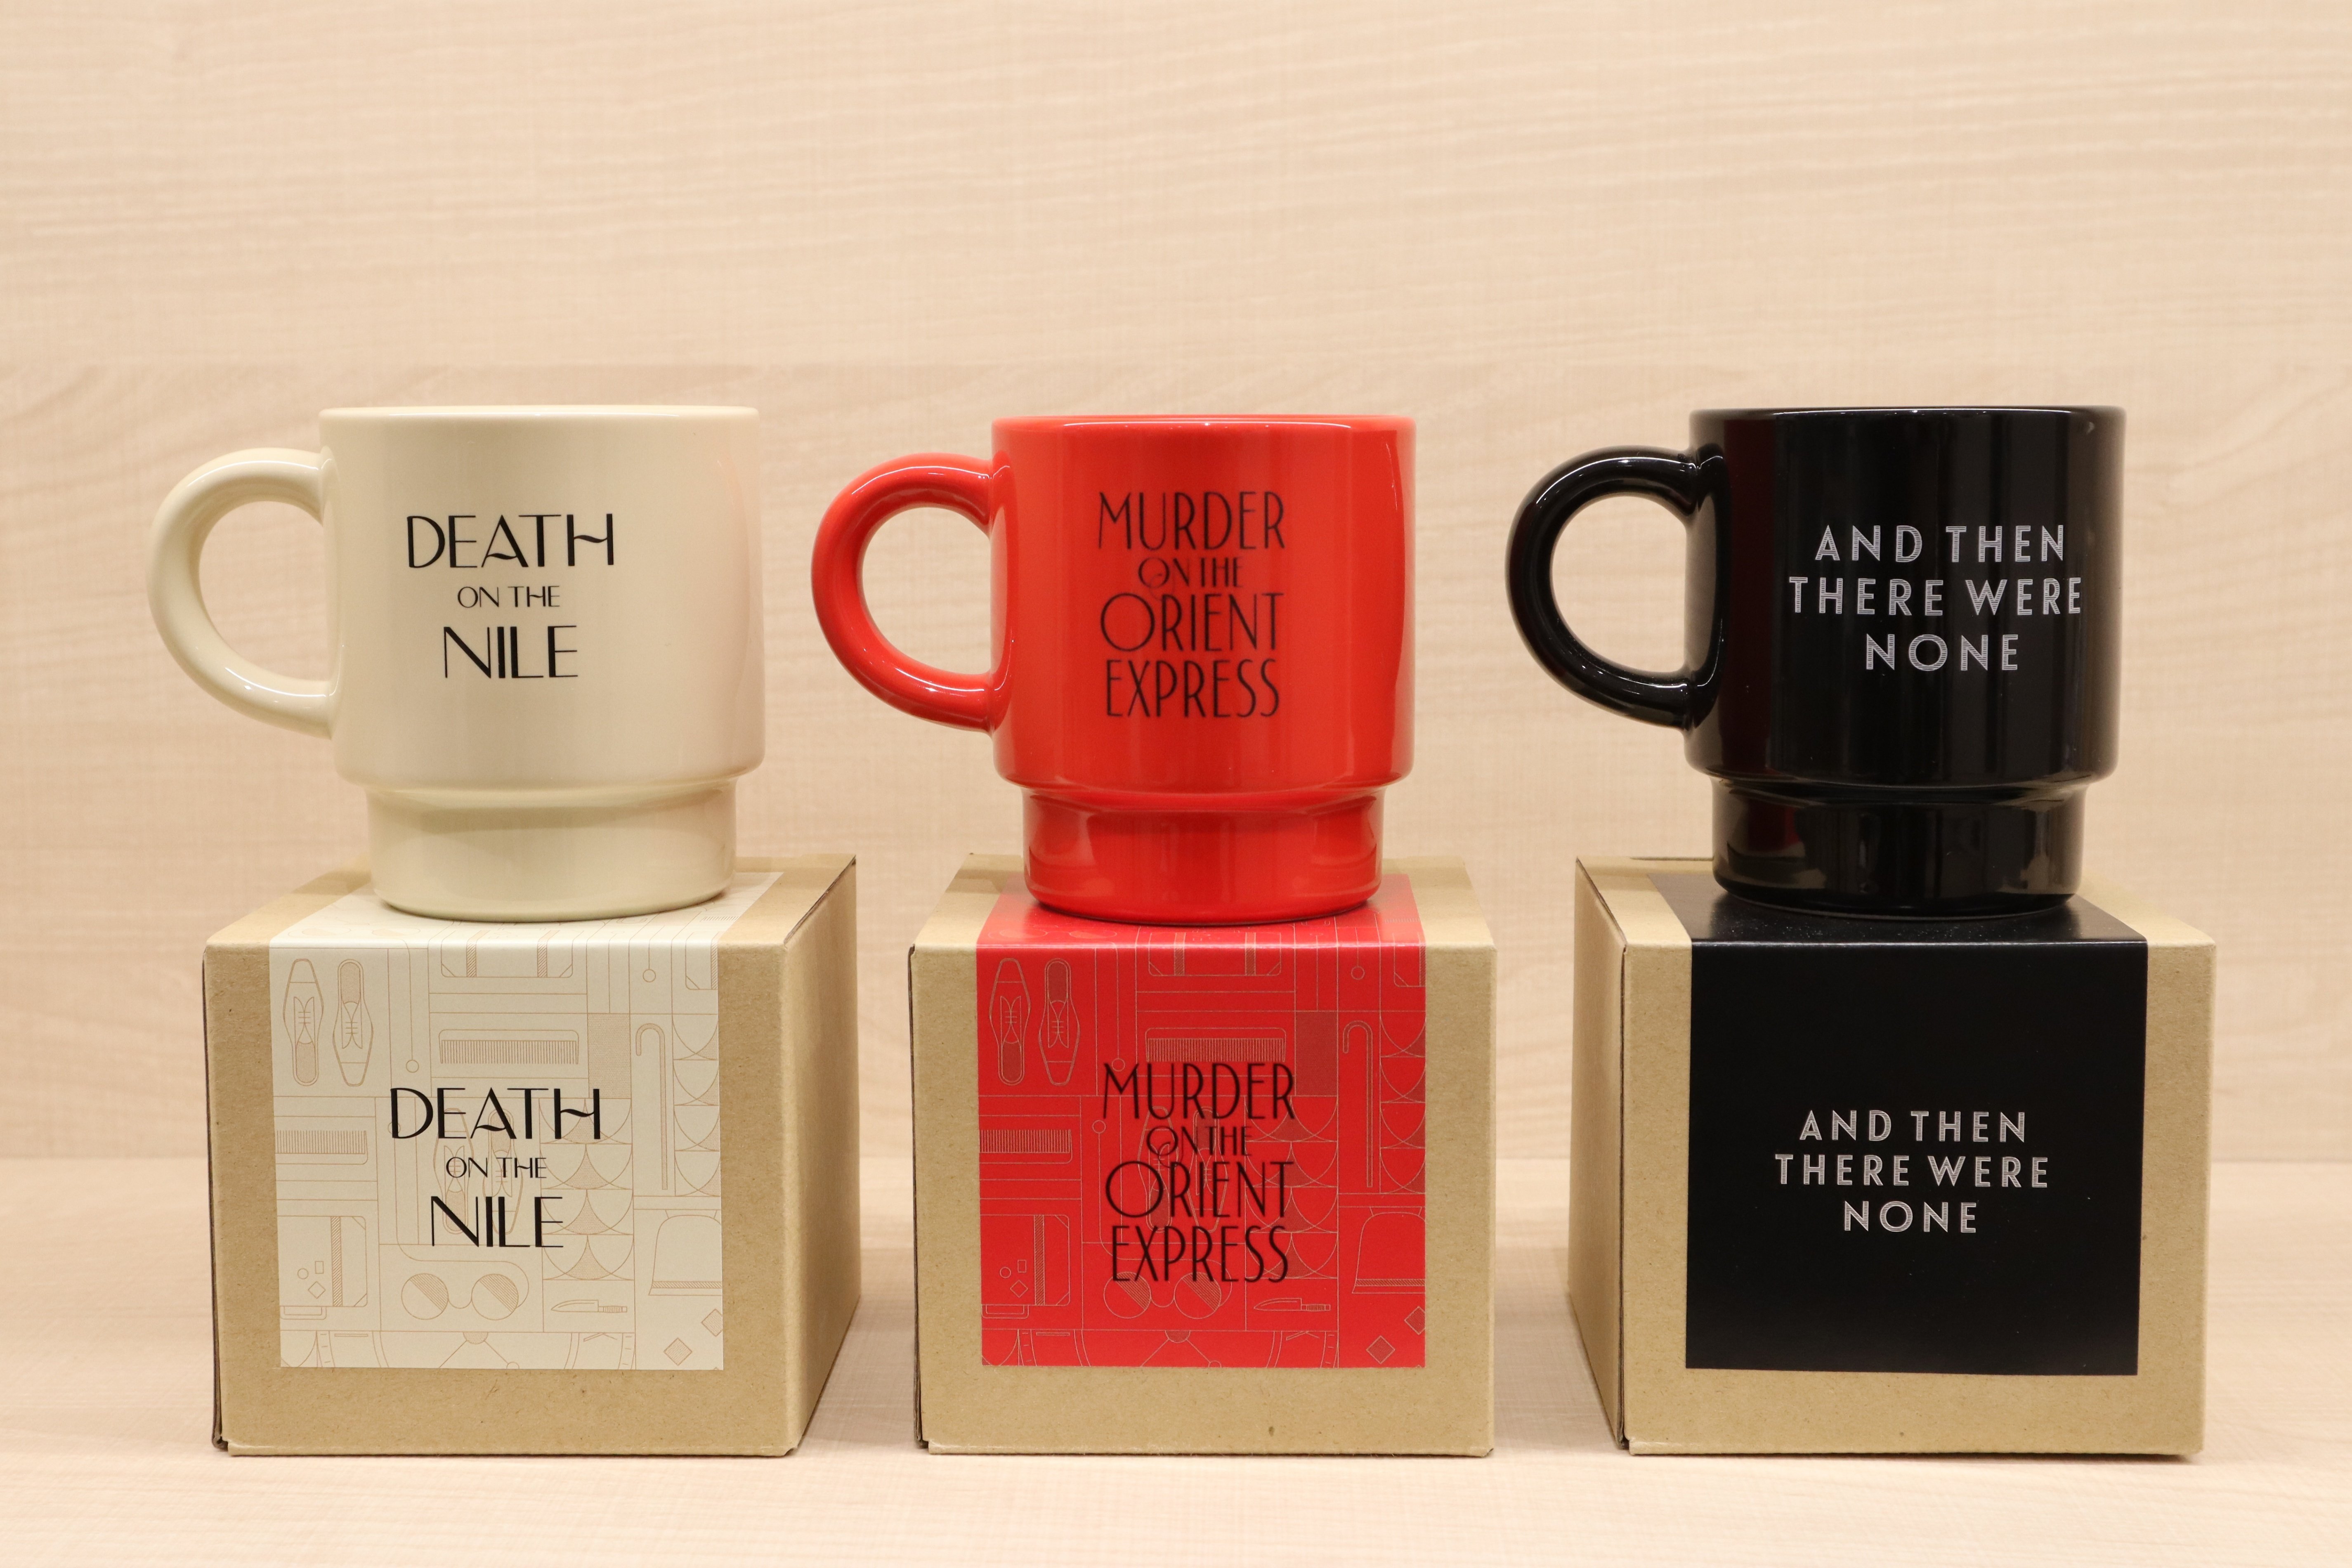 DEATH
ON THE
NILE
MURDER
ON THE
ORIENT
EXPRESS
AND THEN
THERE WERE
NONE
DEATH
ON THE
NILE
MURDER
ON THE
ORIENT
EXPRESS
AND THEN
THERE WERE
NONE